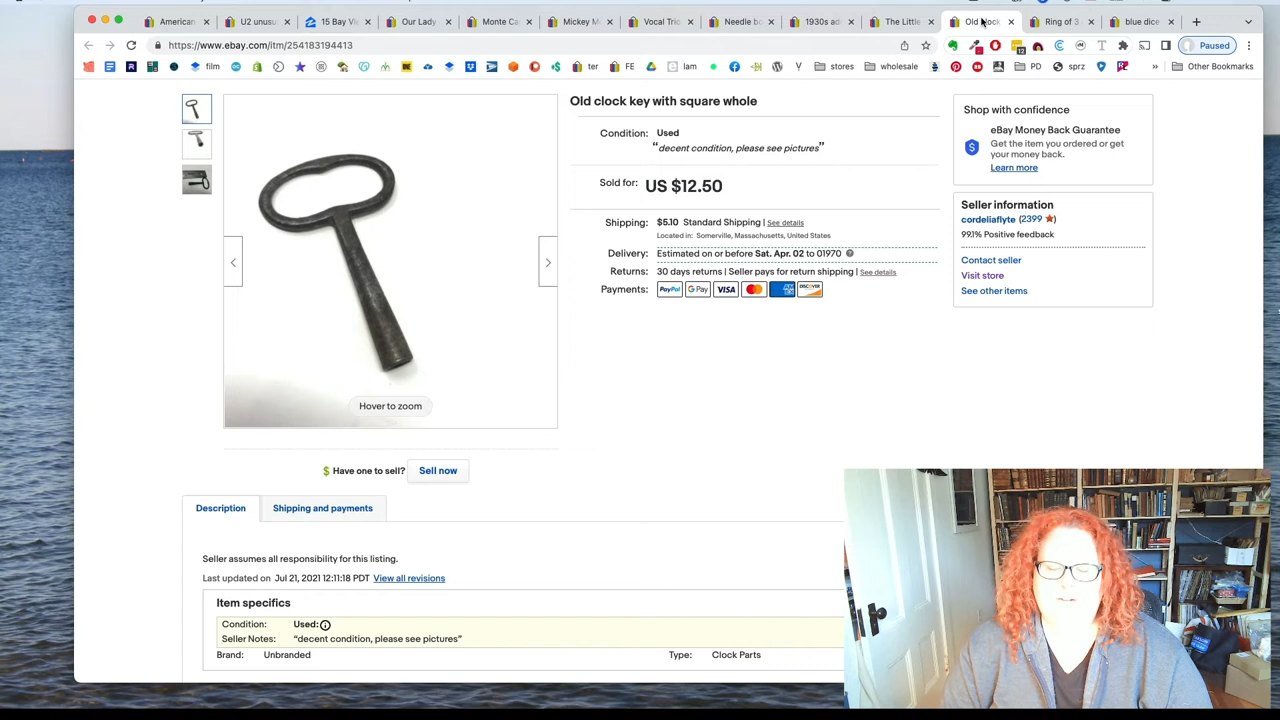 American
U2 unusu
15 Bay Vie
Our Lady
Monte Ca
Mickey M
Vocal Trio
Needle bo
1930s ad
The Little
Old clock
Ring of 3
blue dice
https://www.ebay.com/itm/254183194413
Paused
film
ter
FE
lam
stores
wholesale
PD
sprz
Other Bookmarks
Old clock key with square whole
Condition: Used
“decent condition, please see pictures”
Sold for: US $12.50
Shipping: $5.10 Standard Shipping | See details
Located in: Somerville, Massachusetts, United States
Delivery: Estimated on or before Sat. Apr. 02 to 01970
Returns: 30 days returns | Seller pays for return shipping | See details
Payments: PayPal G Pay VISA DISCOVER
Shop with confidence
eBay Money Back Guarantee
Get the item you ordered or get
your money back.
Learn more
Seller information
cordeliaflyte (2399)
99.1% Positive feedback
Contact seller
Visit store
See other items
Hover to zoom
Have one to sell? Sell now
Description
Shipping and payments
Seller assumes all responsibility for this listing.
Last updated on Jul 21, 2021 12:11:18 PDT View all revisions
Item specifics
Condition: Used:
Seller Notes: “decent condition, please see pictures”
Brand: Unbranded
Type: Clock Parts